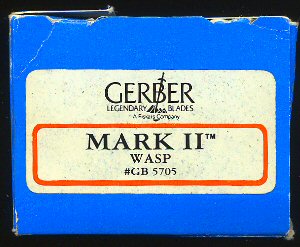 GERBER
LEGENDARY BLADES
A Fiskars Company
MARK II™
WASP
#GB 5705